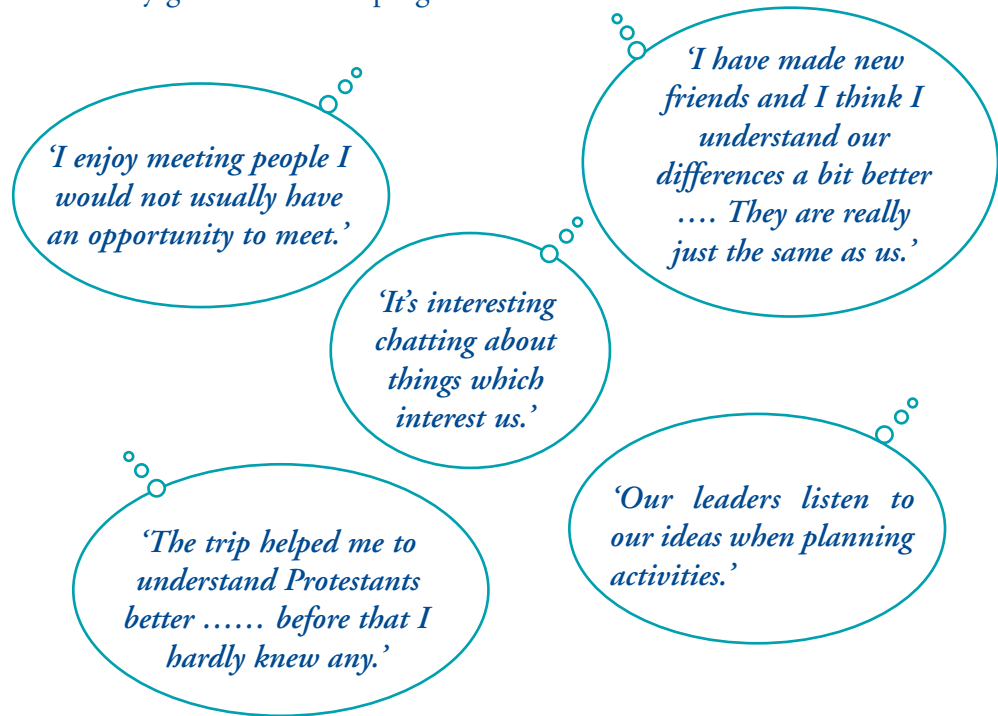 ‘I enjoy meeting people I
would not usually have
an opportunity to meet.’
‘I have made new
friends and I think I
understand our
differences a bit better
…. They are really
just the same as us.’
‘It’s interesting
chatting about
things which
interest us.’
‘The trip helped me to
understand Protestants
better …… before that I
hardly knew any.’
‘Our leaders listen to
our ideas when planning
activities.’